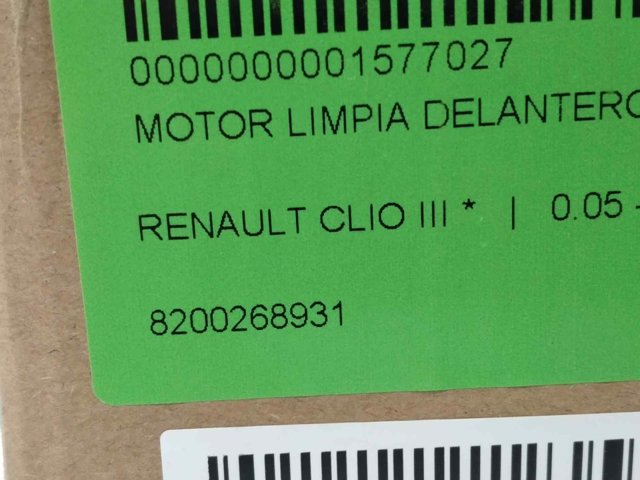 0000000001577027
MOTOR LIMPIA DELANTERO
RENAULT CLIO III * | 0.05 -
8200268931